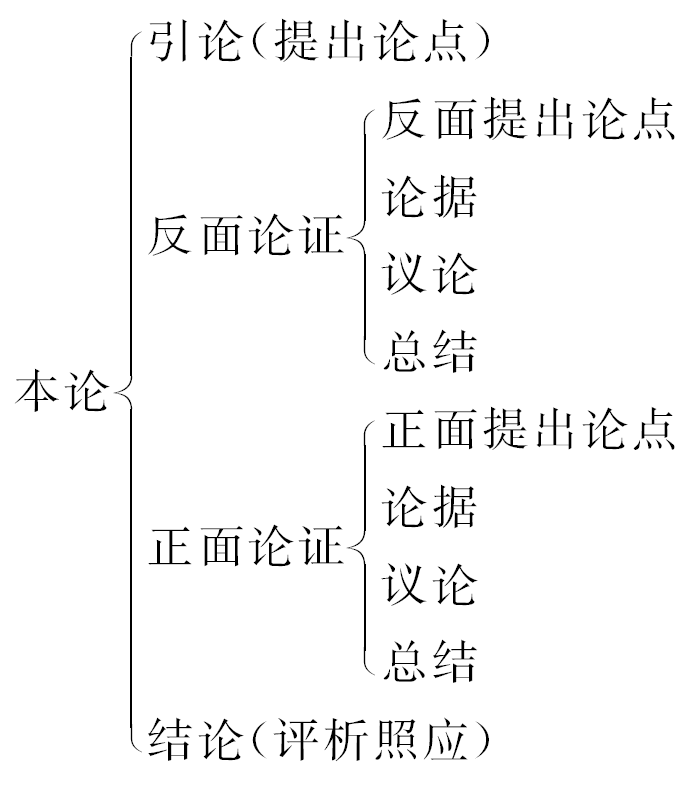 引论(提出论点)
反面提出论点
论据
反面论证
议论
总结
本论
正面提出论点
论据
正面论证
议论
总结
结论(评析照应)